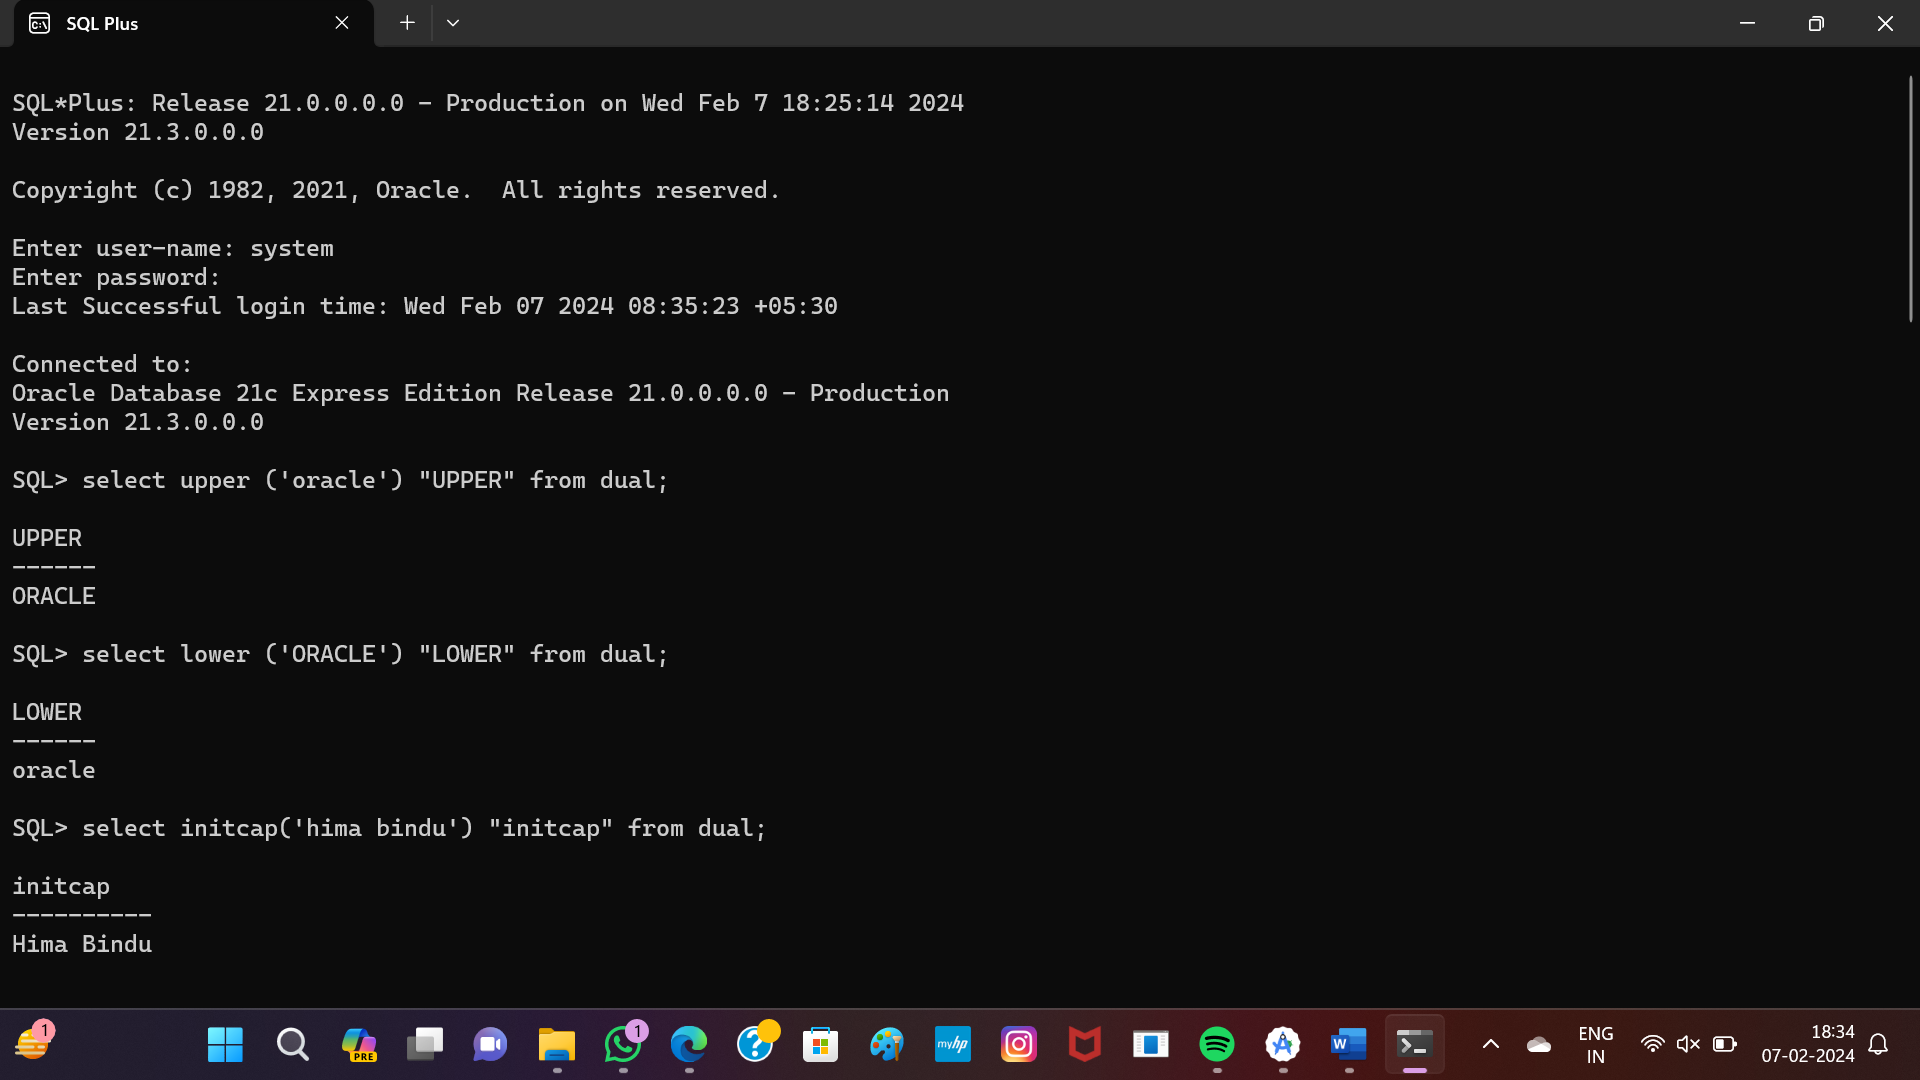 SQL Plus
SQL*Plus: Release 21.0.0.0.0 - Production on Wed Feb 7 18:25:14 2024
Version 21.3.0.0.0
Copyright (c) 1982, 2021, Oracle.  All rights reserved.
Enter user-name: system
Enter password:
Last Successful login time: Wed Feb 07 2024 08:35:23 +05:30
Connected to:
Oracle Database 21c Express Edition Release 21.0.0.0.0 - Production
Version 21.3.0.0.0
SQL> select upper ('oracle') "UPPER" from dual;
UPPER
------
ORACLE
SQL> select lower ('ORACLE') "LOWER" from dual;
LOWER
------
oracle
SQL> select initcap('hima bindu') "initcap" from dual;
initcap
----------
Hima Bindu
1
PRE
1
myhp
W
ENG
IN
18:34
07-02-2024